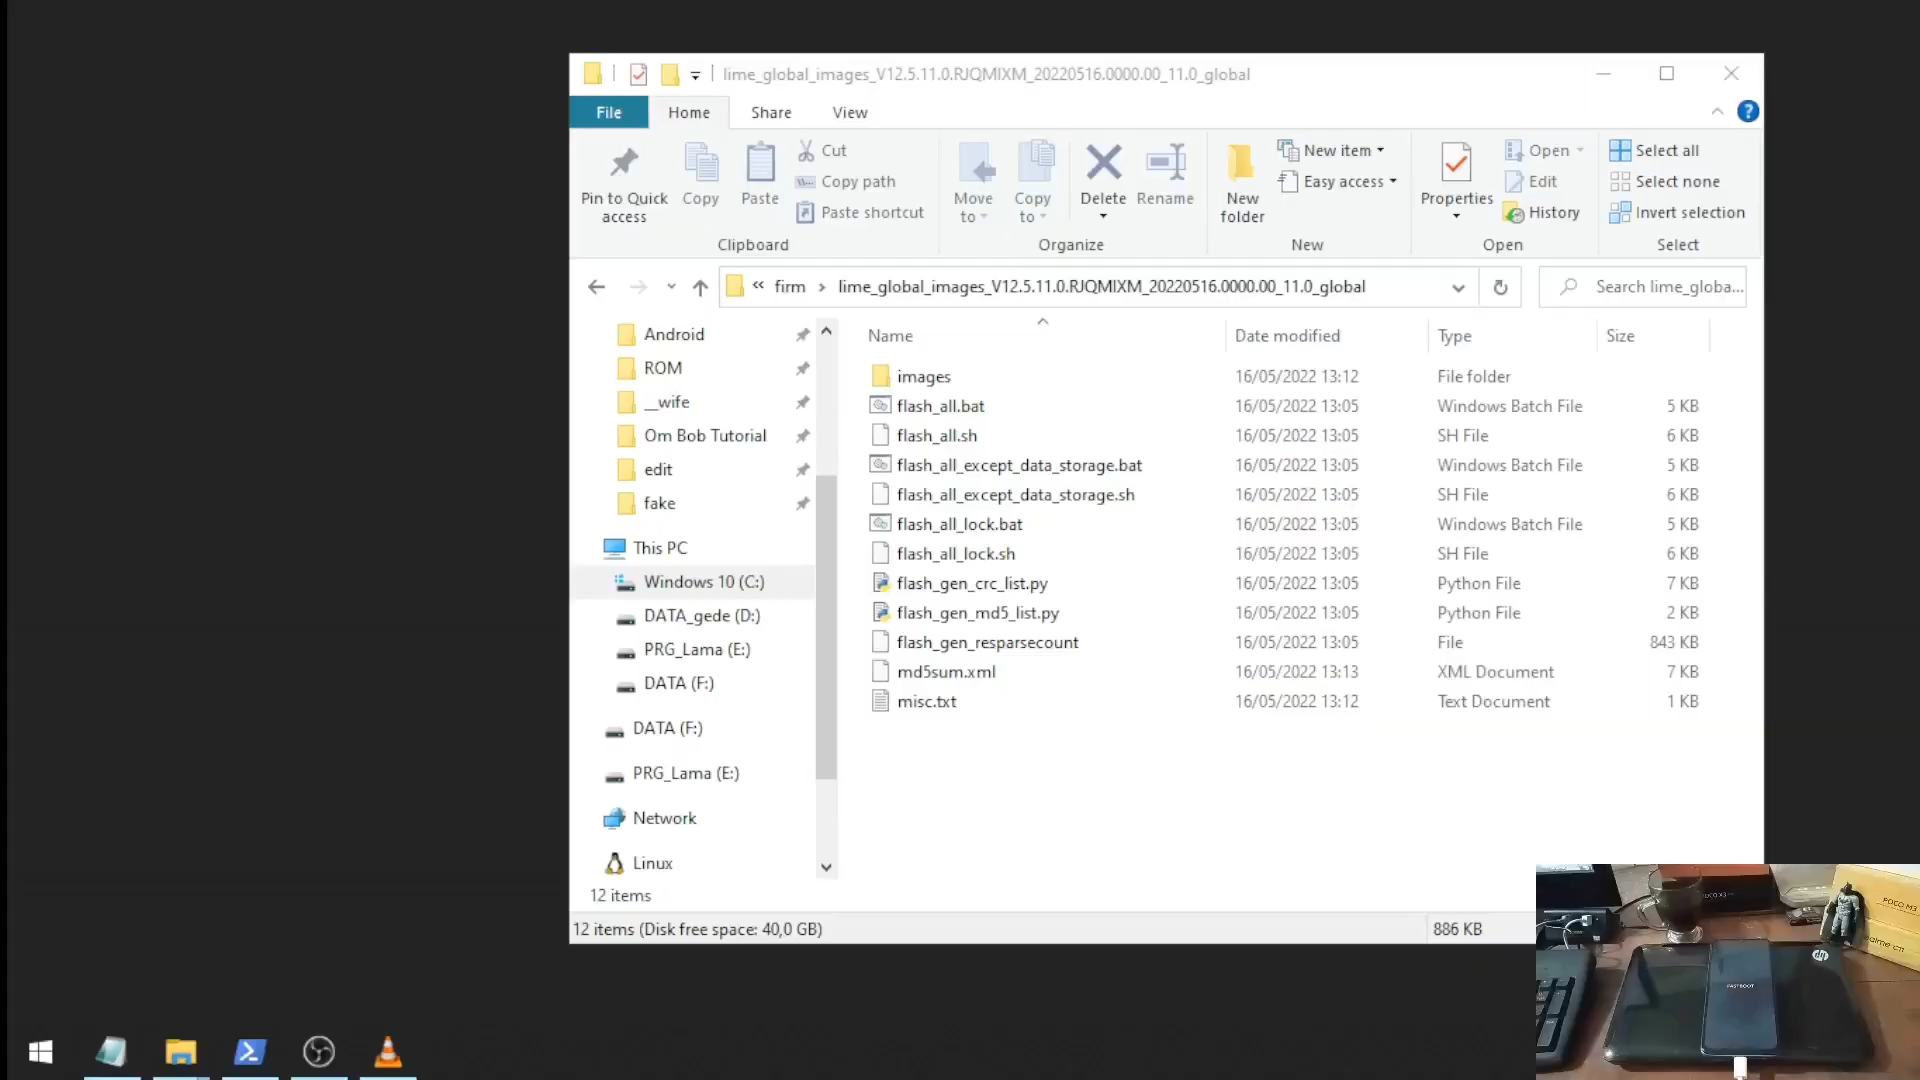 lime_global_images_V12.5.11.0.RJQMIXM_20220516.0000.00_11.0_global
File Home Share View
Pin to Quick access
Copy
Paste
Cut
Copy path
Paste shortcut
Clipboard
Move to
Copy to
Delete
Rename
Organize
New folder
New item
Easy access
New
Properties
Open
Edit
History
Open
Select all
Select none
Invert selection
Select
« firm › lime_global_images_V12.5.11.0.RJQMIXM_20220516.0000.00_11.0_global
Search lime_globa...
Android
ROM
__wife
Om Bob Tutorial
edit
fake
This PC
Windows 10 (C:)
DATA_gede (D:)
PRG_Lama (E:)
DATA (F:)
DATA (F:)
PRG_Lama (E:)
Network
Linux
Name Date modified Type Size
images 16/05/2022 13:12 File folder
flash_all.bat 16/05/2022 13:05 Windows Batch File 5 KB
flash_all.sh 16/05/2022 13:05 SH File 6 KB
flash_all_except_data_storage.bat 16/05/2022 13:05 Windows Batch File 5 KB
flash_all_except_data_storage.sh 16/05/2022 13:05 SH File 6 KB
flash_all_lock.bat 16/05/2022 13:05 Windows Batch File 5 KB
flash_all_lock.sh 16/05/2022 13:05 SH File 6 KB
flash_gen_crc_list.py 16/05/2022 13:05 Python File 7 KB
flash_gen_md5_list.py 16/05/2022 13:05 Python File 2 KB
flash_gen_resparsecount 16/05/2022 13:05 File 843 KB
md5sum.xml 16/05/2022 13:13 XML Document 7 KB
misc.txt 16/05/2022 13:12 Text Document 1 KB
12 items
12 items (Disk free space: 40,0 GB) 886 KB
POCO X3
POCO M3
realme C11
hp
FASTBOOT